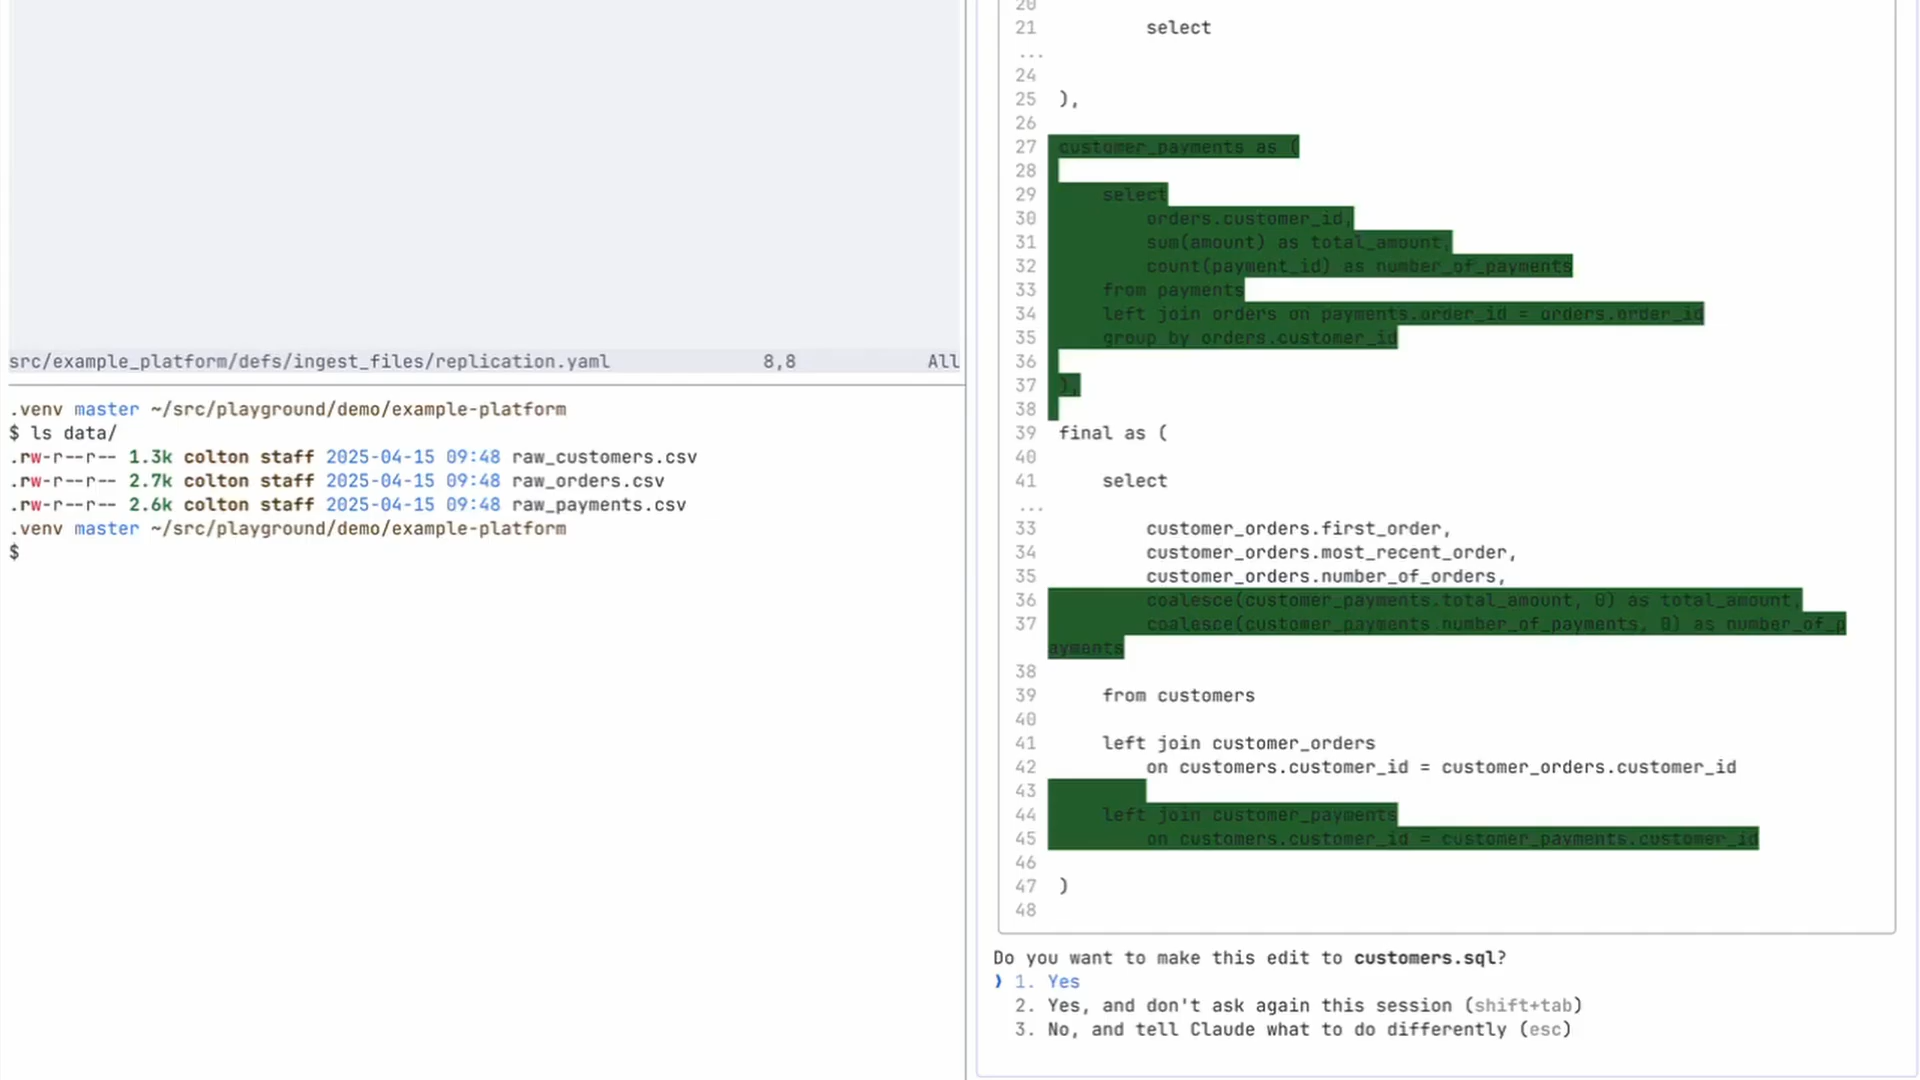 src/example_platform/defs/ingest_files/replication.yaml 8,8 All
.venv master ~/src/playground/demo/example-platform
$ ls data/
.rw-r--r-- 1.3k colton staff 2025-04-15 09:48 raw_customers.csv
.rw-r--r-- 2.7k colton staff 2025-04-15 09:48 raw_orders.csv
.rw-r--r-- 2.6k colton staff 2025-04-15 09:48 raw_payments.csv
.venv master ~/src/playground/demo/example-platform
$
20
21 select
...
24
25 ),
26
27 customer_payments as (
28
29 select
30 orders.customer_id,
31 sum(amount) as total_amount,
32 count(payment_id) as number_of_payments
33 from payments
34 left join orders on payments.order_id = orders.order_id
35 group by orders.customer_id
36
37 ),
38
39 final as (
40
41 select
...
33 customer_orders.first_order,
34 customer_orders.most_recent_order,
35 customer_orders.number_of_orders,
36 coalesce(customer_payments.total_amount, 0) as total_amount,
37 coalesce(customer_payments.number_of_payments, 0) as number_of_p
ayments
38
39 from customers
40
41 left join customer_orders
42 on customers.customer_id = customer_orders.customer_id
43
44 left join customer_payments
45 on customers.customer_id = customer_payments.customer_id
46
47 )
48
Do you want to make this edit to customers.sql?
❯ 1. Yes
2. Yes, and don't ask again this session (shift+tab)
3. No, and tell Claude what to do differently (esc)